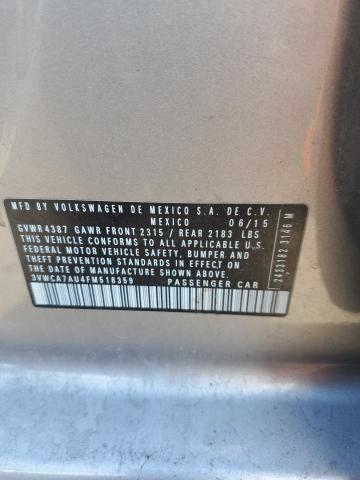 MFD BY VOLKSWAGEN DE MEXICO S.A. DE C.V.
MEXICO 06/15
GVWR 4387 GAWR FRONT 2315 / REAR 2183 LBS
THIS VEHICLE CONFORMS TO ALL APPLICABLE U.S.
FEDERAL MOTOR VEHICLE SAFETY, BUMPER AND
THEFT PREVENTION STANDARDS IN EFFECT ON
THE DATE OF MANUFACTURE SHOWN ABOVE.
3VWCA7AU4FM518359 PASSENGER CAR
2433182 3146 M